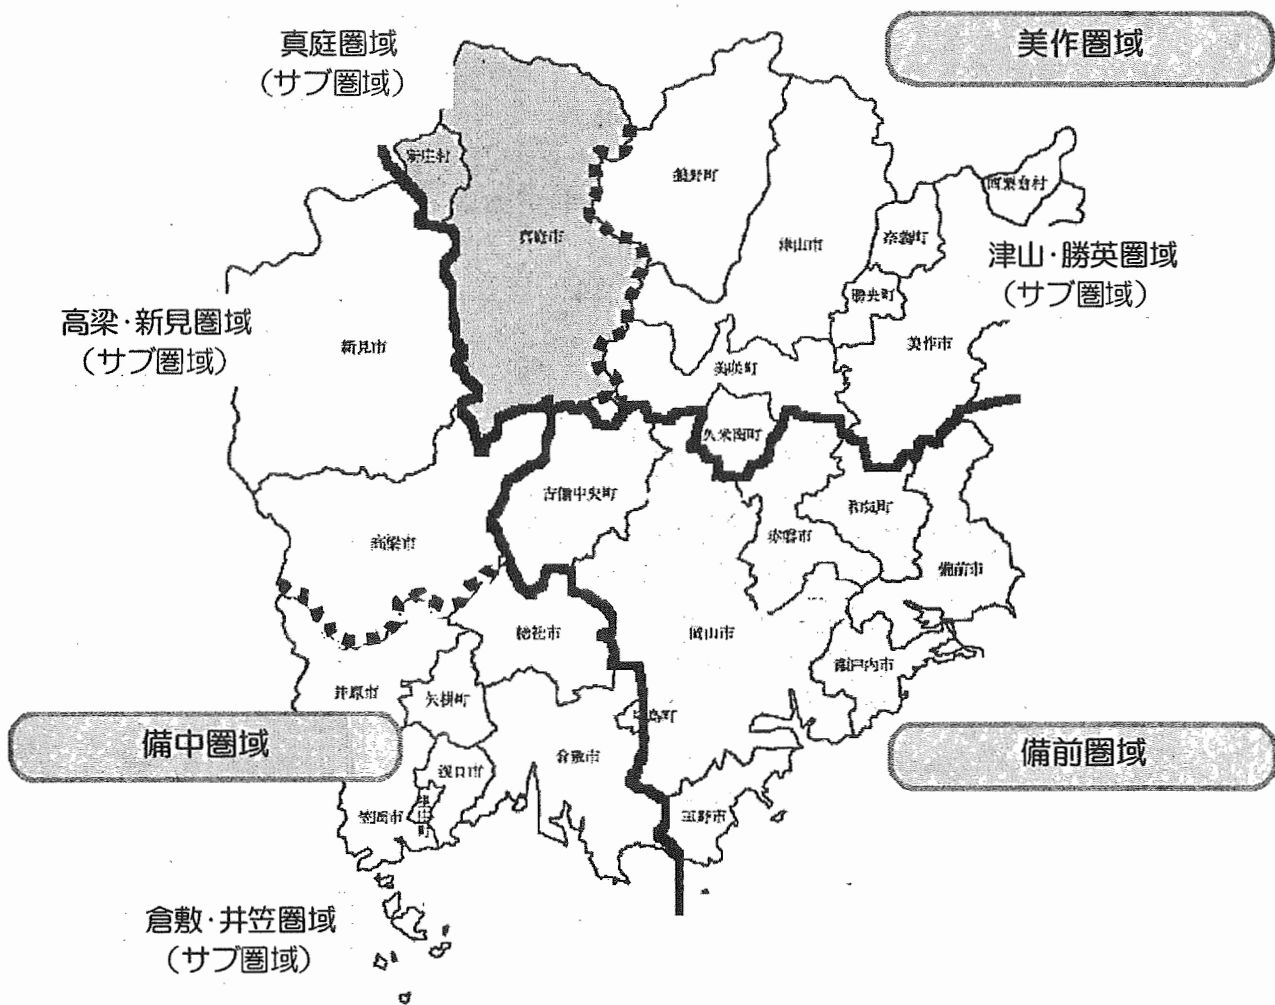 真庭圏域
（サブ圏域）
美作圏域
新庄村
鏡野町
西粟倉村
真庭市
津山市
奈義町
津山・勝英圏域
（サブ圏域）
勝央町
高梁・新見圏域
（サブ圏域）
新見市
美作市
美咲町
久米南町
吉備中央町
和気町
赤磐市
高梁市
備前市
総社市
岡山市
瀬戸内市
井原市
矢掛町
備中圏域
備前圏域
倉敷市
浅口市
笠岡市
玉野市
倉敷・井笠圏域
（サブ圏域）